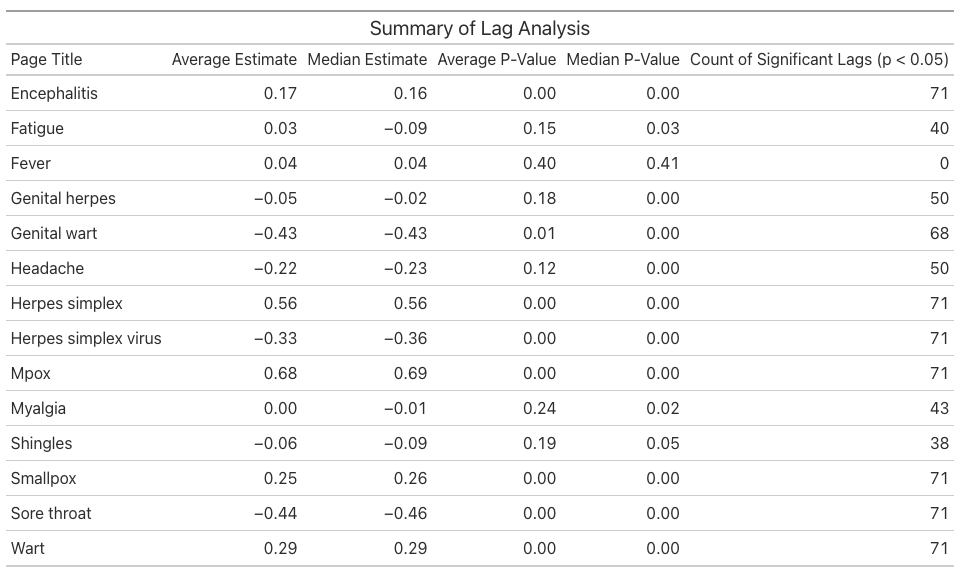 Summary of Lag Analysis
Page Title Average Estimate Median Estimate Average P-Value Median P-Value Count of Significant Lags (p < 0.05)
Encephalitis 0.17 0.16 0.00 0.00 71
Fatigue 0.03 −0.09 0.15 0.03 40
Fever 0.04 0.04 0.40 0.41 0
Genital herpes −0.05 −0.02 0.18 0.00 50
Genital wart −0.43 −0.43 0.01 0.00 68
Headache −0.22 −0.23 0.12 0.00 50
Herpes simplex 0.56 0.56 0.00 0.00 71
Herpes simplex virus −0.33 −0.36 0.00 0.00 71
Mpox 0.68 0.69 0.00 0.00 71
Myalgia 0.00 −0.01 0.24 0.02 43
Shingles −0.06 −0.09 0.19 0.05 38
Smallpox 0.25 0.26 0.00 0.00 71
Sore throat −0.44 −0.46 0.00 0.00 71
Wart 0.29 0.29 0.00 0.00 71